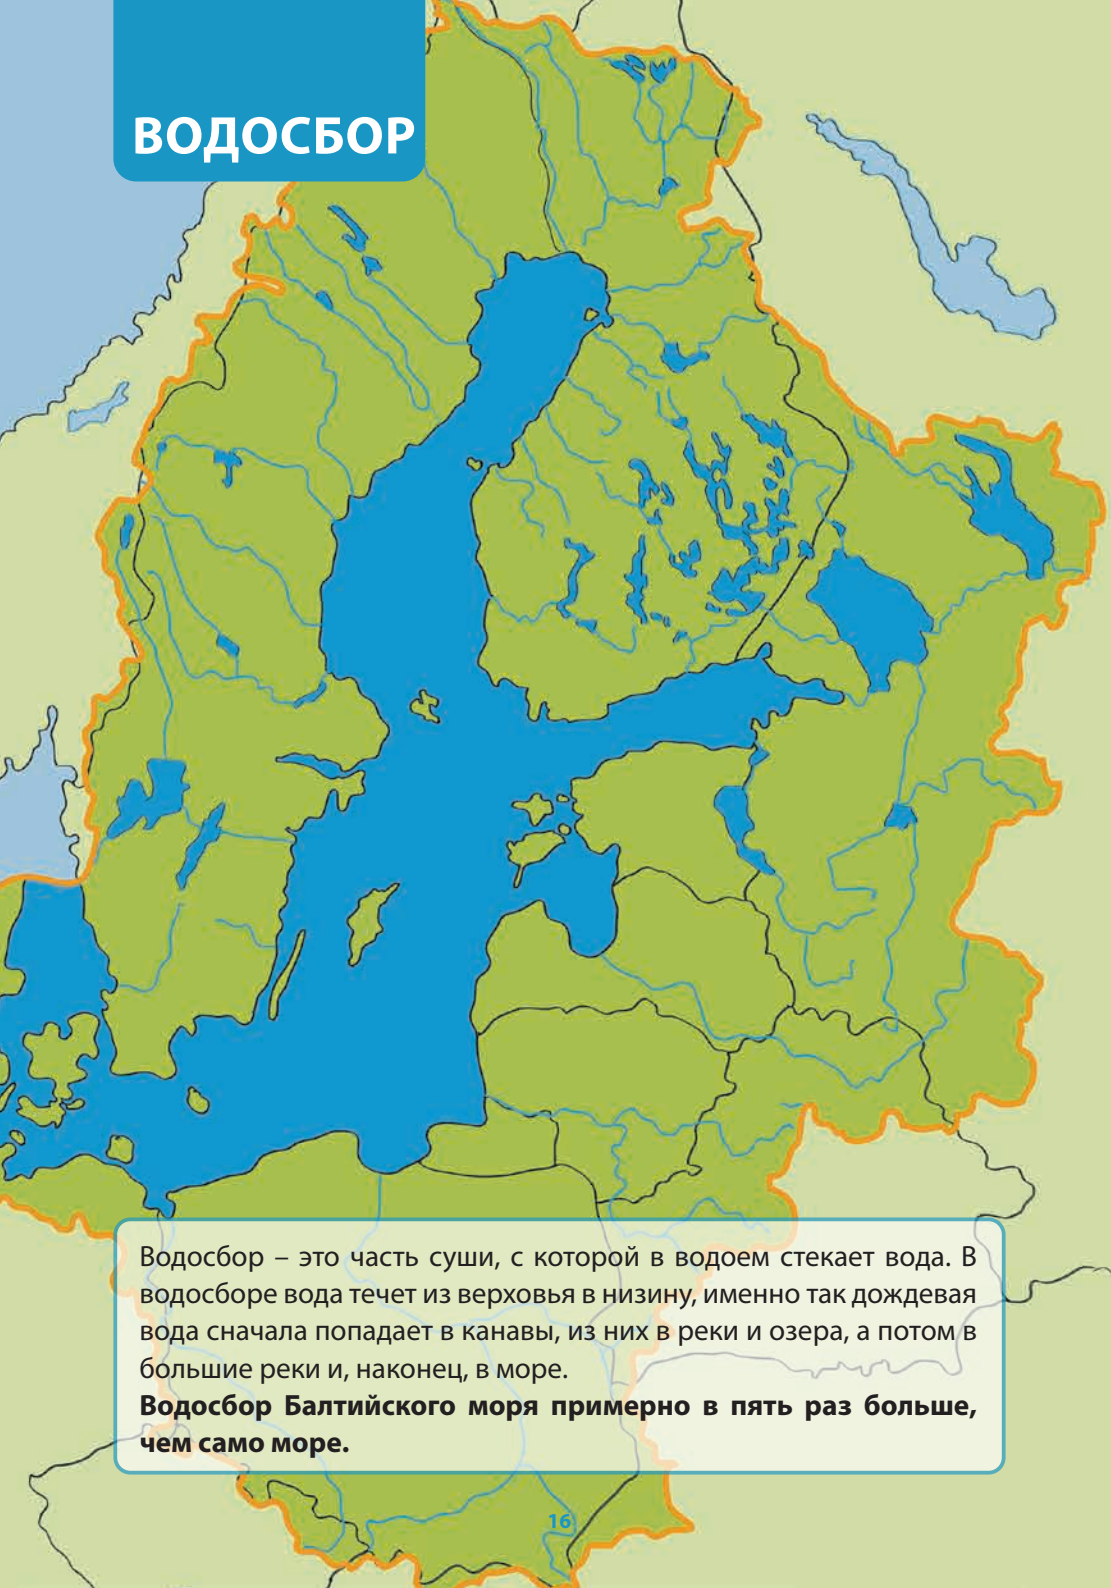 ВОДОСБОР
Водосбор – это часть суши, с которой в водоем стекает вода. В
водосборе вода течет из верховья в низину, именно так дождевая
вода сначала попадает в канавы, из них в реки и озера, а потом в
большие реки и, наконец, в море.
Водосбор Балтийского моря примерно в пять раз больше,
чем само море.
16